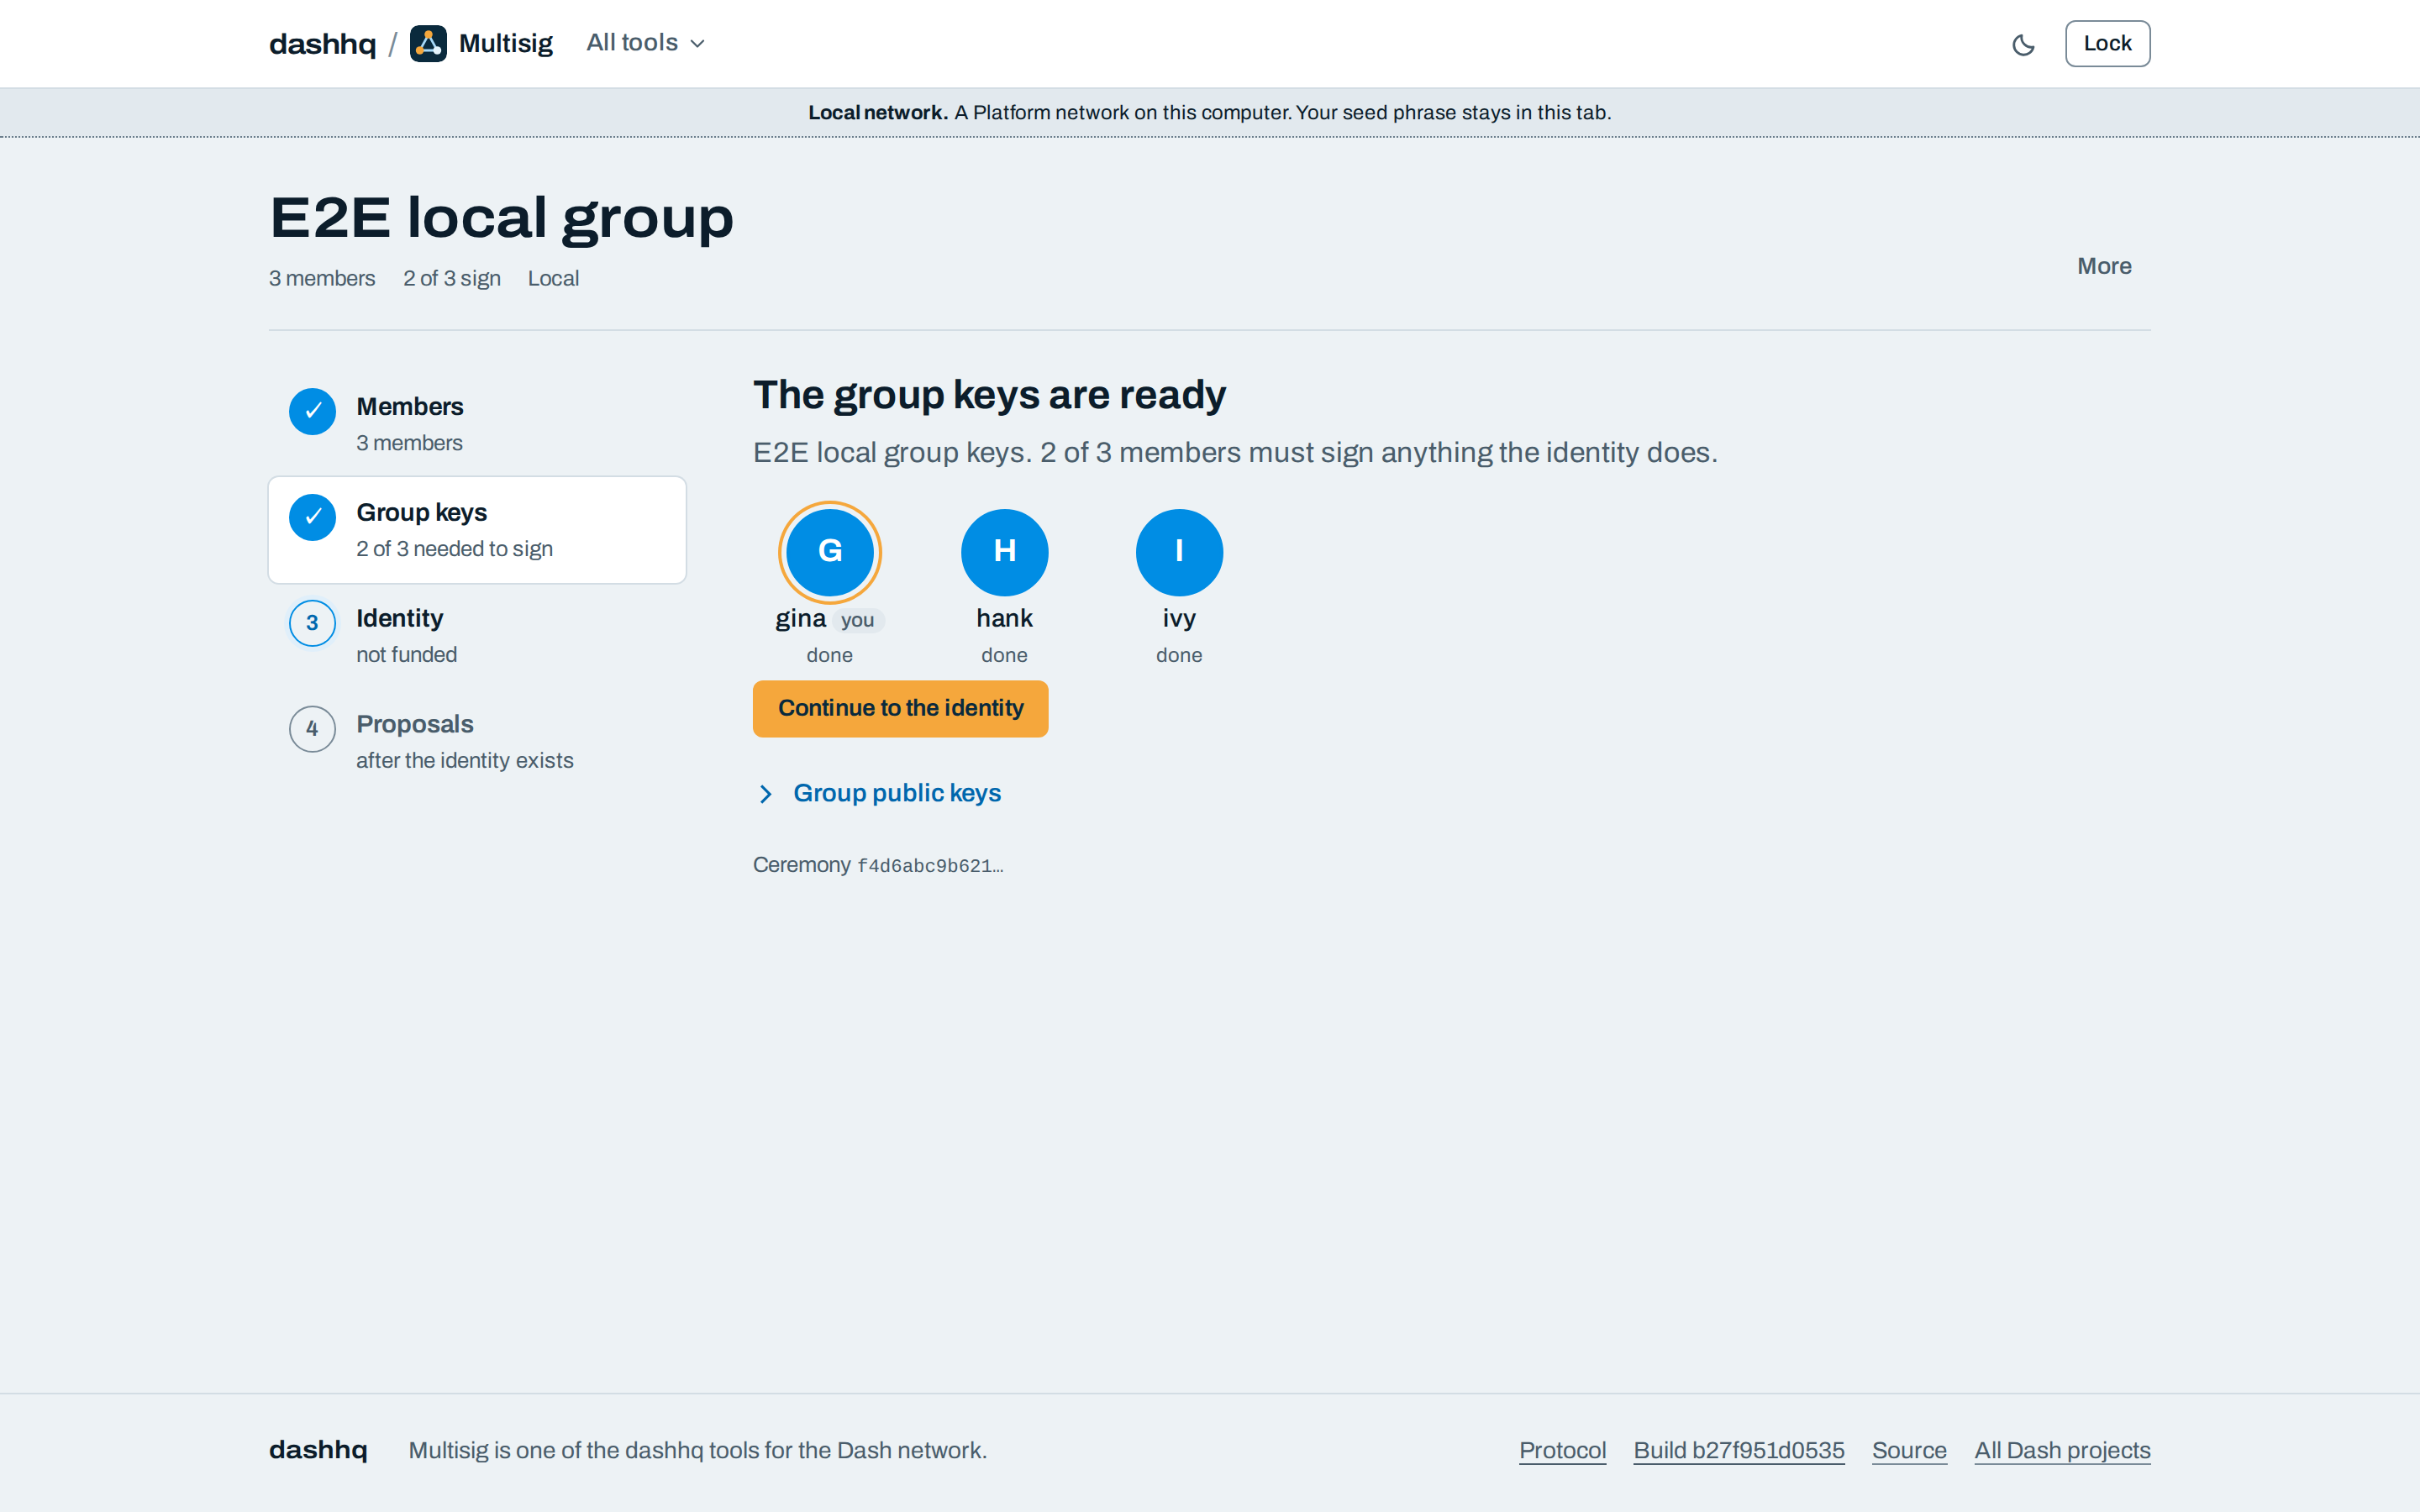 dashhq / Multisig All tools Lock
Local network. A Platform network on this computer. Your seed phrase stays in this tab.
E2E local group
3 members 2 of 3 sign Local
More
Members
3 members
Group keys
2 of 3 needed to sign
3 Identity
not funded
4 Proposals
after the identity exists
The group keys are ready
E2E local group keys. 2 of 3 members must sign anything the identity does.
G H I
gina you hank ivy
done done done
Continue to the identity
Group public keys
Ceremony f4d6abc9b621…
dashhq Multisig is one of the dashhq tools for the Dash network. Protocol Build b27f951d0535 Source All Dash projects